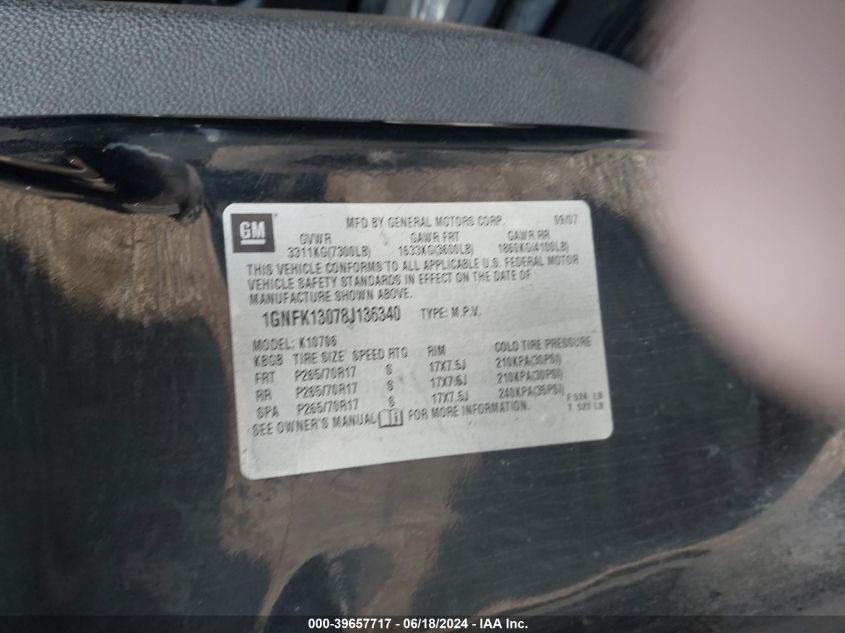 GM
MFD BY GENERAL MOTORS CORP. 09/07
GVWR GAWR FRT GAWR RR
3311KG(7300LB) 1633KG(3600LB) 1860KG(4100LB)
THIS VEHICLE CONFORMS TO ALL APPLICABLE U.S. FEDERAL MOTOR
VEHICLE SAFETY STANDARDS IN EFFECT ON THE DATE OF
MANUFACTURE SHOWN ABOVE.
1GNFK13078J136340 TYPE: M.P.V.
MODEL: K10706
KBGB TIRE SIZE SPEED RTG RIM COLD TIRE PRESSURE
FRT P265/70R17 S 17X7.5J 210KPA(30PSI)
RR P265/70R17 S 17X7.5J 210KPA(30PSI)
SPA P265/70R17 S 17X7.5J 240KPA(35PSI) F 524 LB
SEE OWNER'S MANUAL FOR MORE INFORMATION. T 525 LB
000-39657717 - 06/18/2024 - IAA Inc.